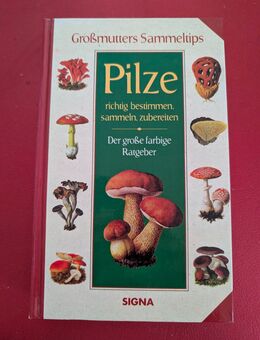 Großmutters Sammeltips
Pilze
richtig bestimmen,
sammeln, zubereiten
Der große farbige
Ratgeber
SIGNA